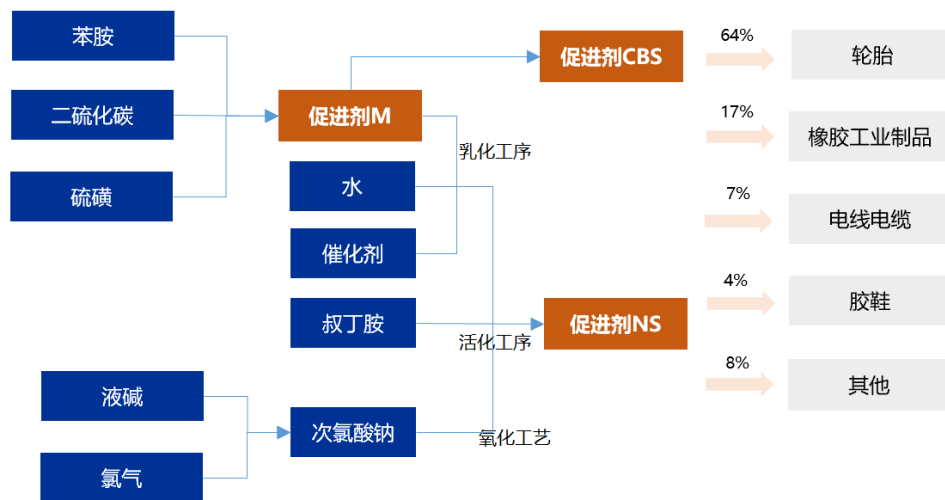 苯胺
二硫化碳
硫磺
促进剂M
水
催化剂
叔丁胺
液碱
氯气
次氯酸钠
乳化工序
活化工序
氧化工艺
促进剂CBS
促进剂NS
64%
轮胎
17%
橡胶工业制品
7%
电线电缆
4%
胶鞋
8%
其他